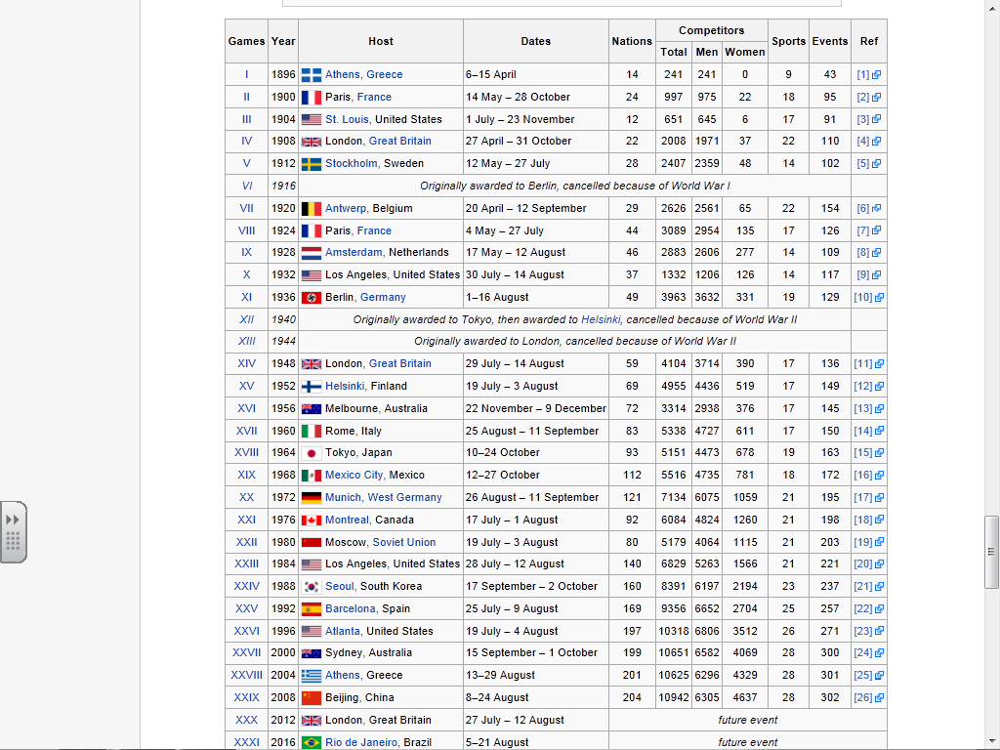 Games Year Host Dates Nations Competitors Sports Events Ref
Total Men Women
I 1896 Athens, Greece 6–15 April 14 241 241 0 9 43 [1]
II 1900 Paris, France 14 May – 28 October 24 997 975 22 18 95 [2]
III 1904 St. Louis, United States 1 July – 23 November 12 651 645 6 17 91 [3]
IV 1908 London, Great Britain 27 April – 31 October 22 2008 1971 37 22 110 [4]
V 1912 Stockholm, Sweden 12 May – 27 July 28 2407 2359 48 14 102 [5]
VI 1916 Originally awarded to Berlin, cancelled because of World War I
VII 1920 Antwerp, Belgium 20 April – 12 September 29 2626 2561 65 22 154 [6]
VIII 1924 Paris, France 4 May – 27 July 44 3089 2954 135 17 126 [7]
IX 1928 Amsterdam, Netherlands 17 May – 12 August 46 2883 2606 277 14 109 [8]
X 1932 Los Angeles, United States 30 July – 14 August 37 1332 1206 126 14 117 [9]
XI 1936 Berlin, Germany 1–16 August 49 3963 3632 331 19 129 [10]
XII 1940 Originally awarded to Tokyo, then awarded to Helsinki, cancelled because of World War II
XIII 1944 Originally awarded to London, cancelled because of World War II
XIV 1948 London, Great Britain 29 July – 14 August 59 4104 3714 390 17 136 [11]
XV 1952 Helsinki, Finland 19 July – 3 August 69 4955 4436 519 17 149 [12]
XVI 1956 Melbourne, Australia 22 November – 9 December 72 3314 2938 376 17 145 [13]
XVII 1960 Rome, Italy 25 August – 11 September 83 5338 4727 611 17 150 [14]
XVIII 1964 Tokyo, Japan 10–24 October 93 5151 4473 678 19 163 [15]
XIX 1968 Mexico City, Mexico 12–27 October 112 5516 4735 781 18 172 [16]
XX 1972 Munich, West Germany 26 August – 11 September 121 7134 6075 1059 21 195 [17]
XXI 1976 Montreal, Canada 17 July – 1 August 92 6084 4824 1260 21 198 [18]
XXII 1980 Moscow, Soviet Union 19 July – 3 August 80 5179 4064 1115 21 203 [19]
XXIII 1984 Los Angeles, United States 28 July – 12 August 140 6829 5263 1566 21 221 [20]
XXIV 1988 Seoul, South Korea 17 September – 2 October 160 8391 6197 2194 23 237 [21]
XXV 1992 Barcelona, Spain 25 July – 9 August 169 9356 6652 2704 25 257 [22]
XXVI 1996 Atlanta, United States 19 July – 4 August 197 10318 6806 3512 26 271 [23]
XXVII 2000 Sydney, Australia 15 September – 1 October 199 10651 6582 4069 28 300 [24]
XXVIII 2004 Athens, Greece 13–29 August 201 10625 6296 4329 28 301 [25]
XXIX 2008 Beijing, China 8–24 August 204 10942 6305 4637 28 302 [26]
XXX 2012 London, Great Britain 27 July – 12 August future event
XXXI 2016 Rio de Janeiro, Brazil 5–21 August future event